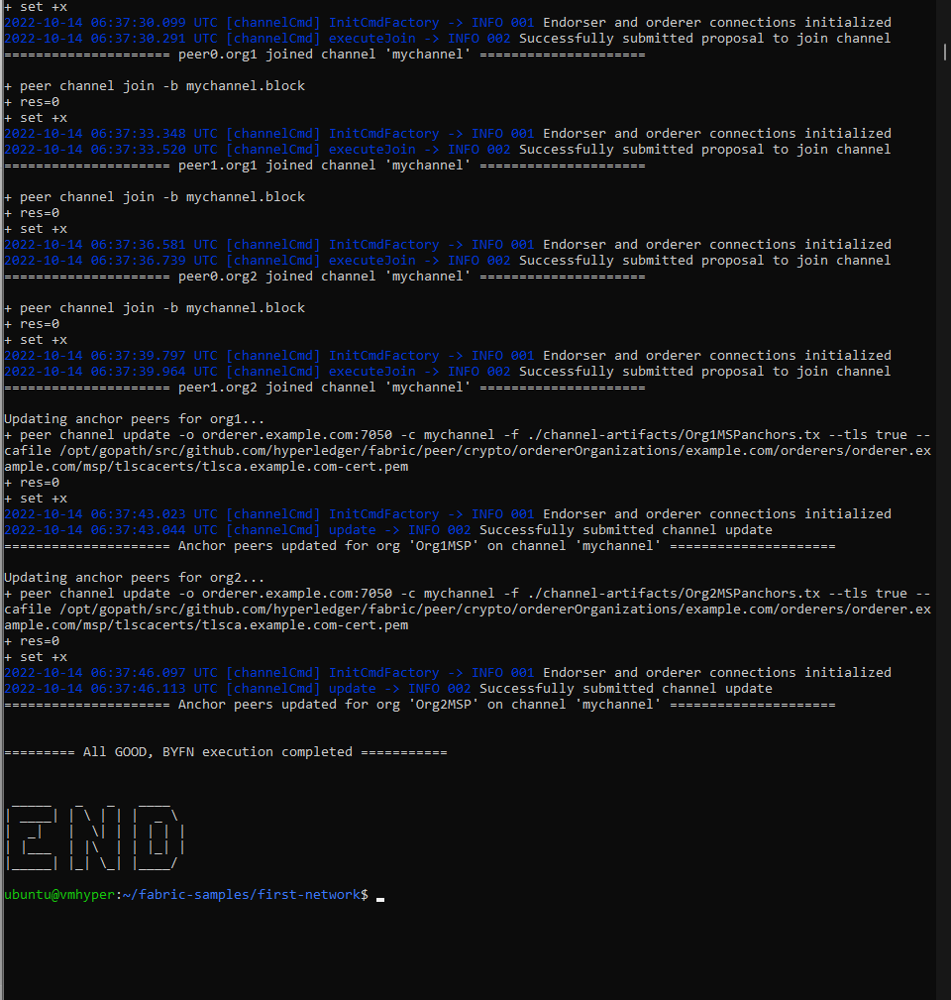 + set +x
2022-10-14 06:37:30.099 UTC [channelCmd] InitCmdFactory -> INFO 001 Endorser and orderer connections initialized
2022-10-14 06:37:30.291 UTC [channelCmd] executeJoin -> INFO 002 Successfully submitted proposal to join channel
===================== peer0.org1 joined channel 'mychannel' =====================
+ peer channel join -b mychannel.block
+ res=0
+ set +x
2022-10-14 06:37:33.348 UTC [channelCmd] InitCmdFactory -> INFO 001 Endorser and orderer connections initialized
2022-10-14 06:37:33.520 UTC [channelCmd] executeJoin -> INFO 002 Successfully submitted proposal to join channel
===================== peer1.org1 joined channel 'mychannel' =====================
+ peer channel join -b mychannel.block
+ res=0
+ set +x
2022-10-14 06:37:36.581 UTC [channelCmd] InitCmdFactory -> INFO 001 Endorser and orderer connections initialized
2022-10-14 06:37:36.739 UTC [channelCmd] executeJoin -> INFO 002 Successfully submitted proposal to join channel
===================== peer0.org2 joined channel 'mychannel' =====================
+ peer channel join -b mychannel.block
+ res=0
+ set +x
2022-10-14 06:37:39.797 UTC [channelCmd] InitCmdFactory -> INFO 001 Endorser and orderer connections initialized
2022-10-14 06:37:39.964 UTC [channelCmd] executeJoin -> INFO 002 Successfully submitted proposal to join channel
===================== peer1.org2 joined channel 'mychannel' =====================
Updating anchor peers for org1...
+ peer channel update -o orderer.example.com:7050 -c mychannel -f ./channel-artifacts/Org1MSPanchors.tx --tls true --
cafile /opt/gopath/src/github.com/hyperledger/fabric/peer/crypto/ordererOrganizations/example.com/orderers/orderer.ex
ample.com/msp/tlscacerts/tlsca.example.com-cert.pem
+ res=0
+ set +x
2022-10-14 06:37:43.023 UTC [channelCmd] InitCmdFactory -> INFO 001 Endorser and orderer connections initialized
2022-10-14 06:37:43.044 UTC [channelCmd] update -> INFO 002 Successfully submitted channel update
===================== Anchor peers updated for org 'Org1MSP' on channel 'mychannel' =====================
Updating anchor peers for org2...
+ peer channel update -o orderer.example.com:7050 -c mychannel -f ./channel-artifacts/Org2MSPanchors.tx --tls true --
cafile /opt/gopath/src/github.com/hyperledger/fabric/peer/crypto/ordererOrganizations/example.com/orderers/orderer.ex
ample.com/msp/tlscacerts/tlsca.example.com-cert.pem
+ res=0
+ set +x
2022-10-14 06:37:46.097 UTC [channelCmd] InitCmdFactory -> INFO 001 Endorser and orderer connections initialized
2022-10-14 06:37:46.113 UTC [channelCmd] update -> INFO 002 Successfully submitted channel update
===================== Anchor peers updated for org 'Org2MSP' on channel 'mychannel' =====================
========= All GOOD, BYFN execution completed ===========
END
ubuntu@vmhyper:~/fabric-samples/first-network$